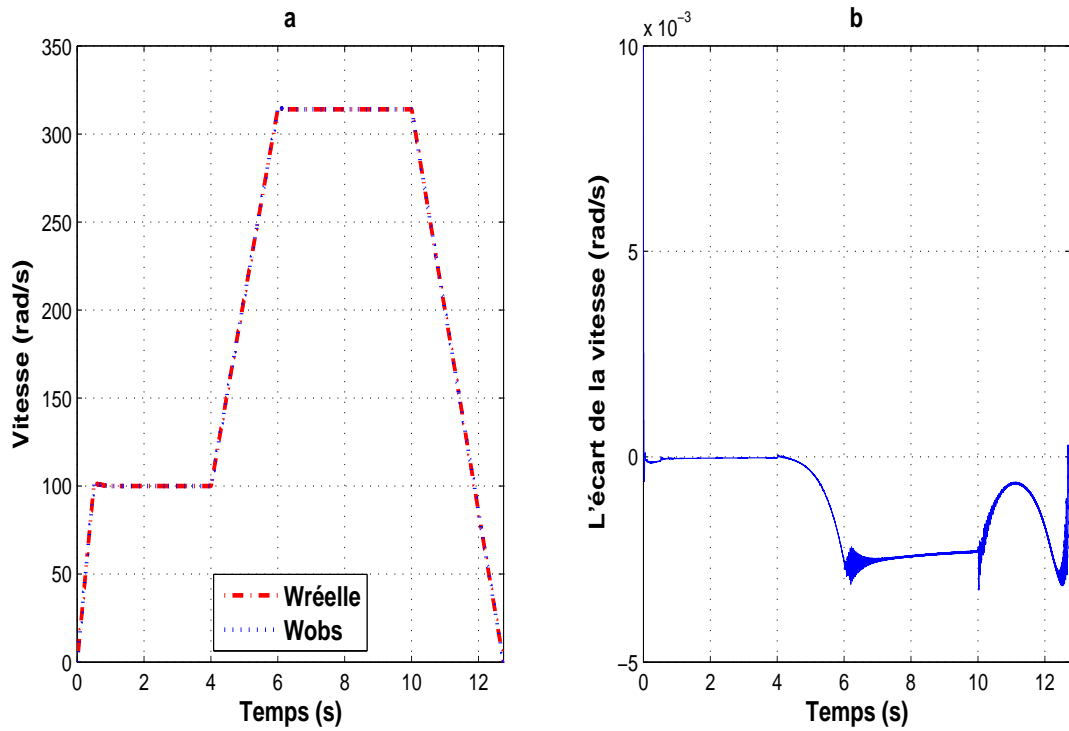 a
350
300
250
200
150
100
50
0
0 2 4 6 8 10 12
Vitesse (rad/s)
Temps (s)
Wréelle
Wobs
b
x 10⁻³
10
5
0
−5
0 2 4 6 8 10 12
L'écart de la vitesse (rad/s)
Temps (s)